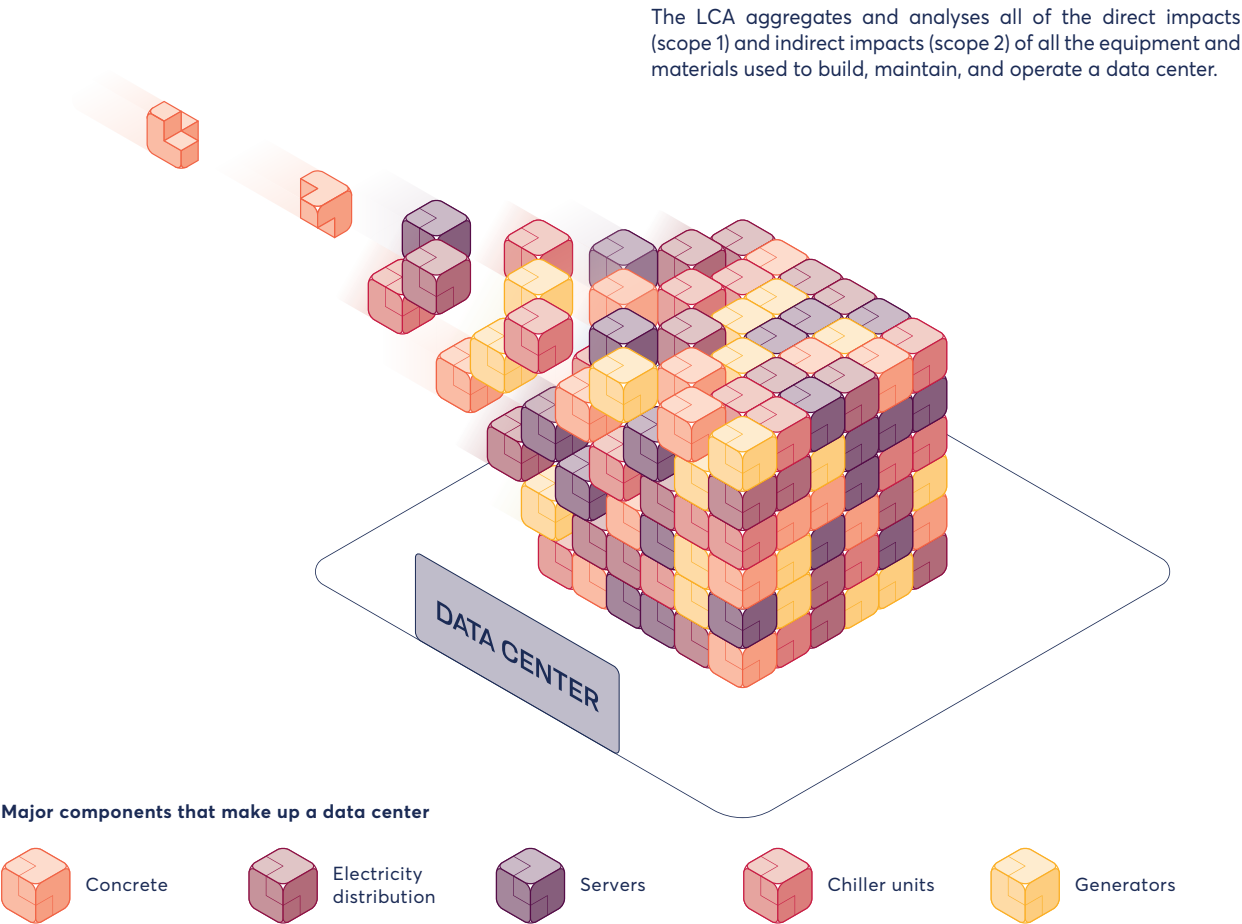 The LCA aggregates and analyses all of the direct impacts
(scope 1) and indirect impacts (scope 2) of all the equipment and
materials used to build, maintain, and operate a data center.
DATA CENTER
Major components that make up a data center
Concrete
Electricity
distribution
Servers
Chiller units
Generators